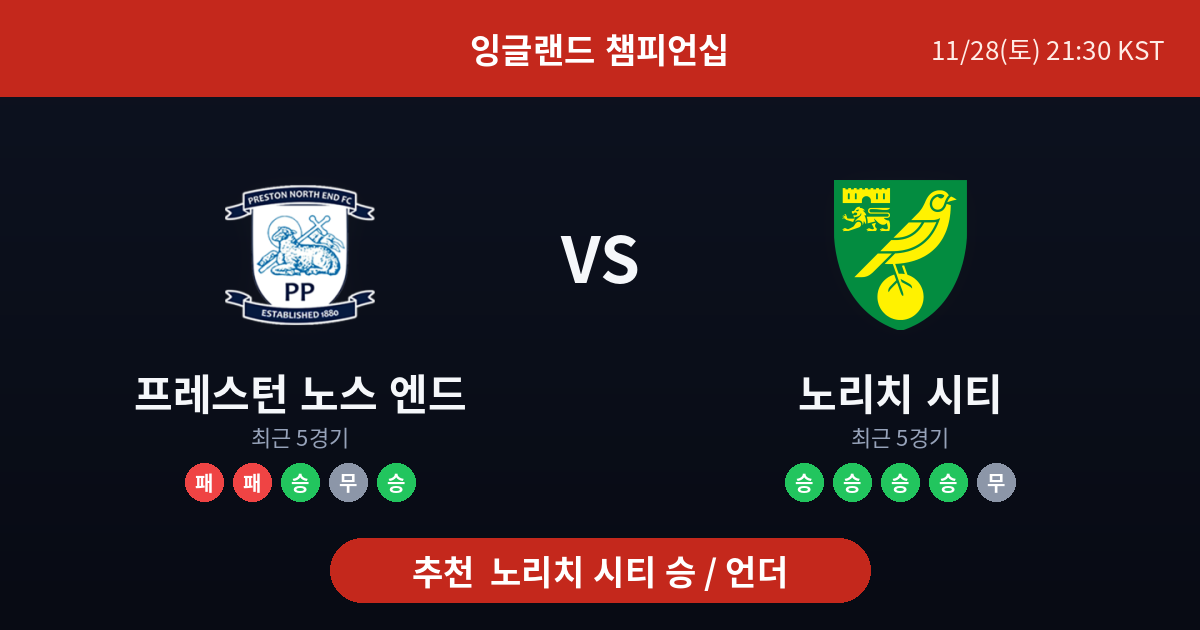 잉글랜드 챔피언십
11/28(토) 21:30 KST
PRESTON NORTH END FC
PP
ESTABLISHED 1880
VS
프레스턴 노스 엔드
노리치 시티
최근 5경기
최근 5경기
패 패 승 무 승
승 승 승 승 무
추천 노리치 시티 승 / 언더